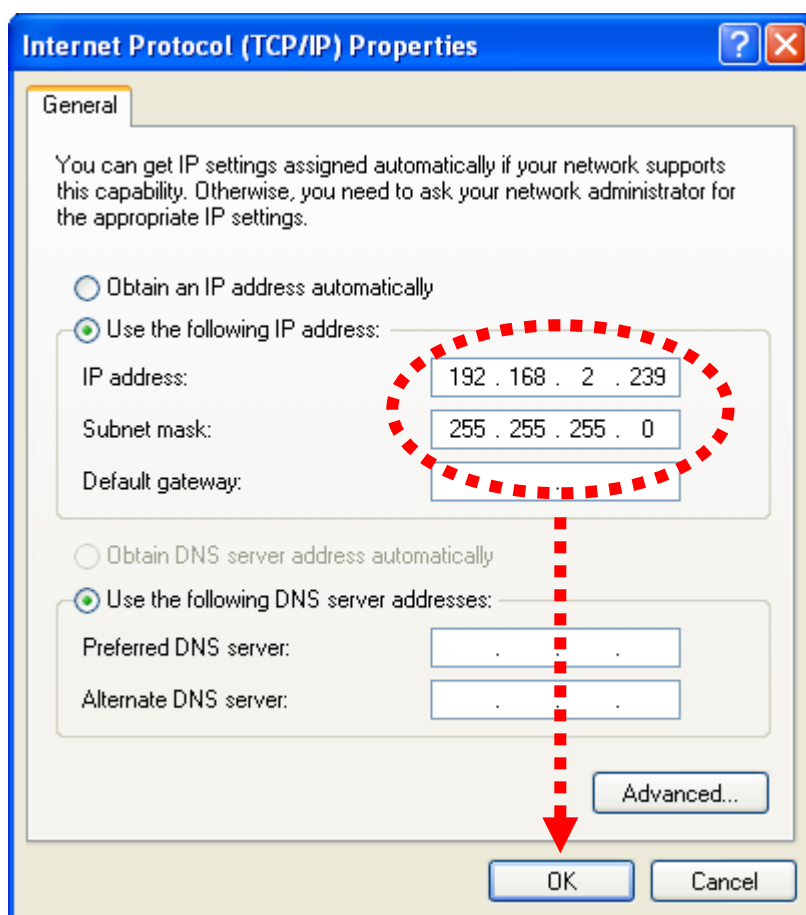 Internet Protocol (TCP/IP) Properties
General
You can get IP settings assigned automatically if your network supports
this capability. Otherwise, you need to ask your network administrator for
the appropriate IP settings.
Obtain an IP address automatically
Use the following IP address:
IP address: 192 . 168 . 2 . 239
Subnet mask: 255 . 255 . 255 . 0
Default gateway:
Obtain DNS server address automatically
Use the following DNS server addresses:
Preferred DNS server: . . .
Alternate DNS server: . . .
Advanced...
OK Cancel